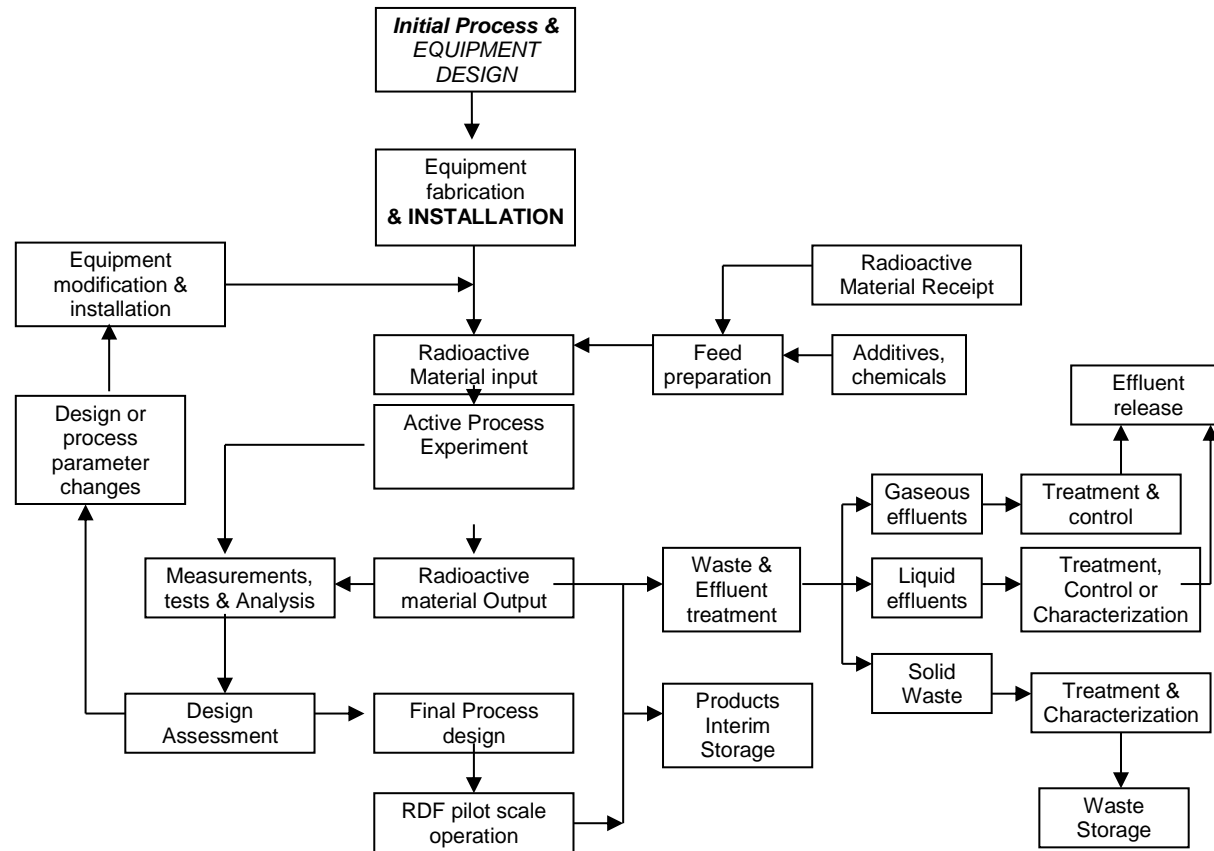 Initial Process &
EQUIPMENT
DESIGN
Equipment
fabrication
& INSTALLATION
Equipment
modification &
installation
Radioactive
Material Receipt
Radioactive
Material input
Feed
preparation
Additives,
chemicals
Effluent
release
Design or
process
parameter
changes
Active Process
Experiment
Gaseous
effluents
Treatment &
control
Measurements,
tests & Analysis
Radioactive
material Output
Waste &
Effluent
treatment
Liquid
effluents
Treatment,
Control or
Characterization
Solid
Waste
Treatment &
Characterization
Design
Assessment
Final Process
design
Products
Interim
Storage
RDF pilot scale
operation
Waste
Storage